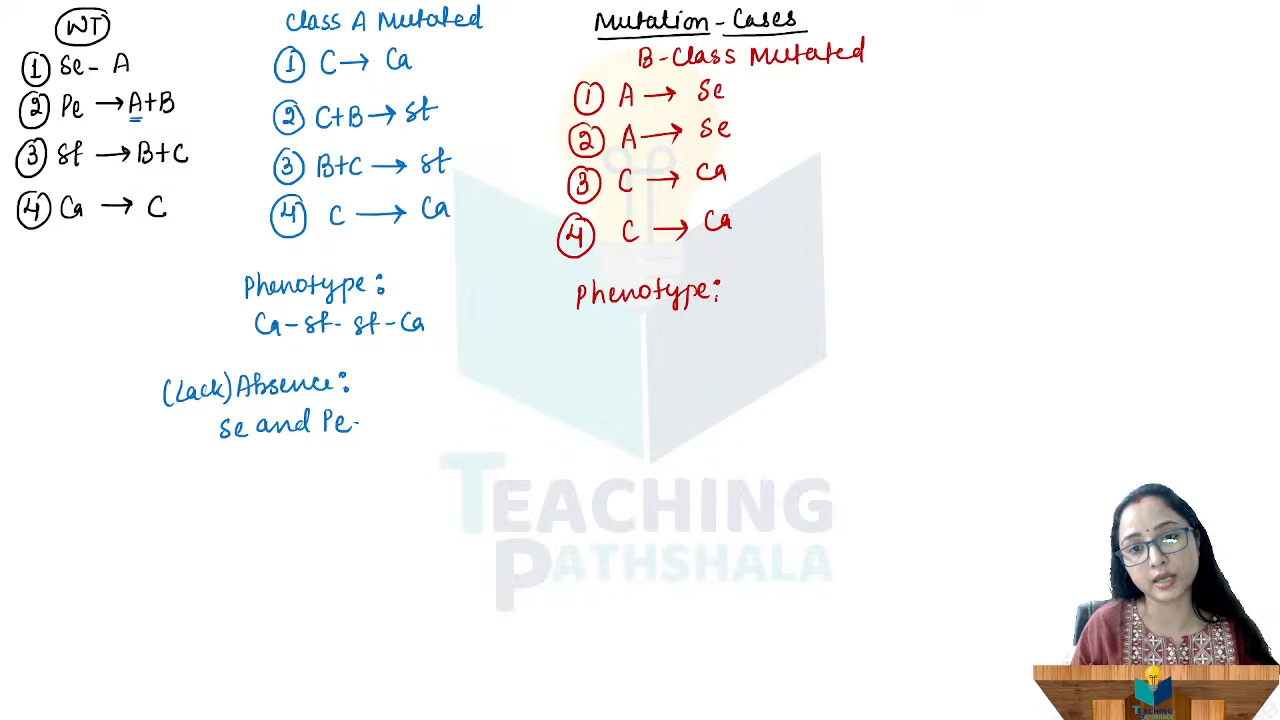 WT
① Se - A
② Pe → A+B
③ st → B+C
④ Ca → C
Class A Mutated
① C → Ca
② C+B → st
③ B+C → st
④ C → Ca
Phenotype:
Ca - st - st - Ca
(Lack) Absence:
Se and Pe-
Mutation - Cases
B - Class Mutated
① A → Se
② A → Se
③ C → Ca
④ C → Ca
Phenotype:
TEACHING
PATHSHALA
TEACHING